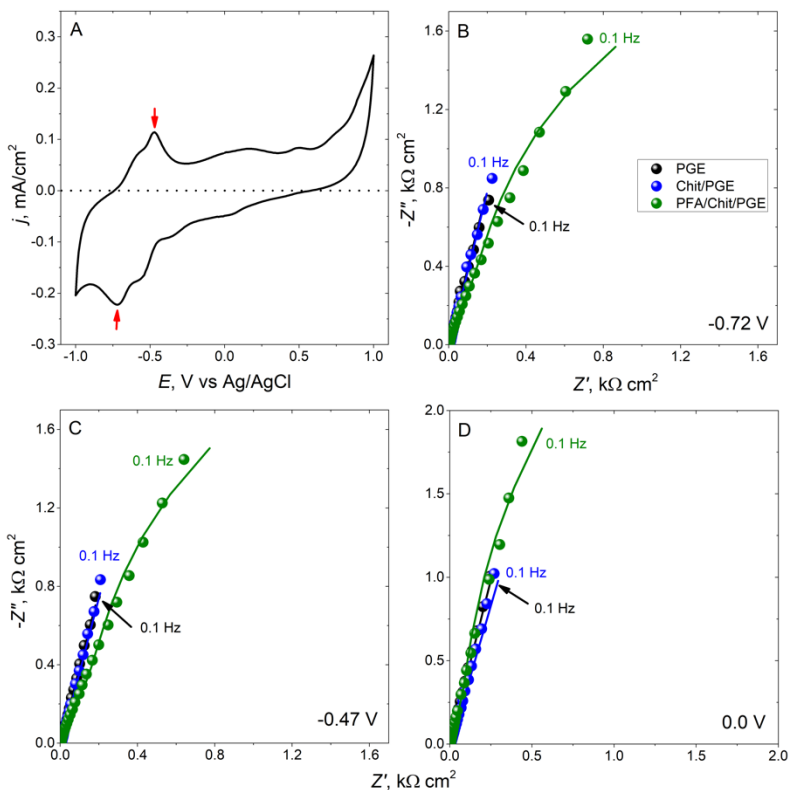 A
0.3
0.2
0.1
0.0
-0.1
-0.2
-0.3
j, mA/cm²
-1.0
-0.5
0.0
0.5
1.0
E, V vs Ag/AgCl
B
1.6
1.2
0.8
0.4
0.0
-Z″, kΩ cm²
0.1 Hz
0.1 Hz
0.1 Hz
PGE
Chit/PGE
PFA/Chit/PGE
-0.72 V
0.0
0.4
0.8
1.2
1.6
Z′, kΩ cm²
C
1.6
1.2
0.8
0.4
0.0
-Z″, kΩ cm²
0.1 Hz
0.1 Hz
0.1 Hz
-0.47 V
0.0
0.4
0.8
1.2
1.6
D
2.0
1.5
1.0
0.5
0.0
0.1 Hz
0.1 Hz
0.1 Hz
0.0 V
0.0
0.5
1.0
1.5
2.0
Z′, kΩ cm²